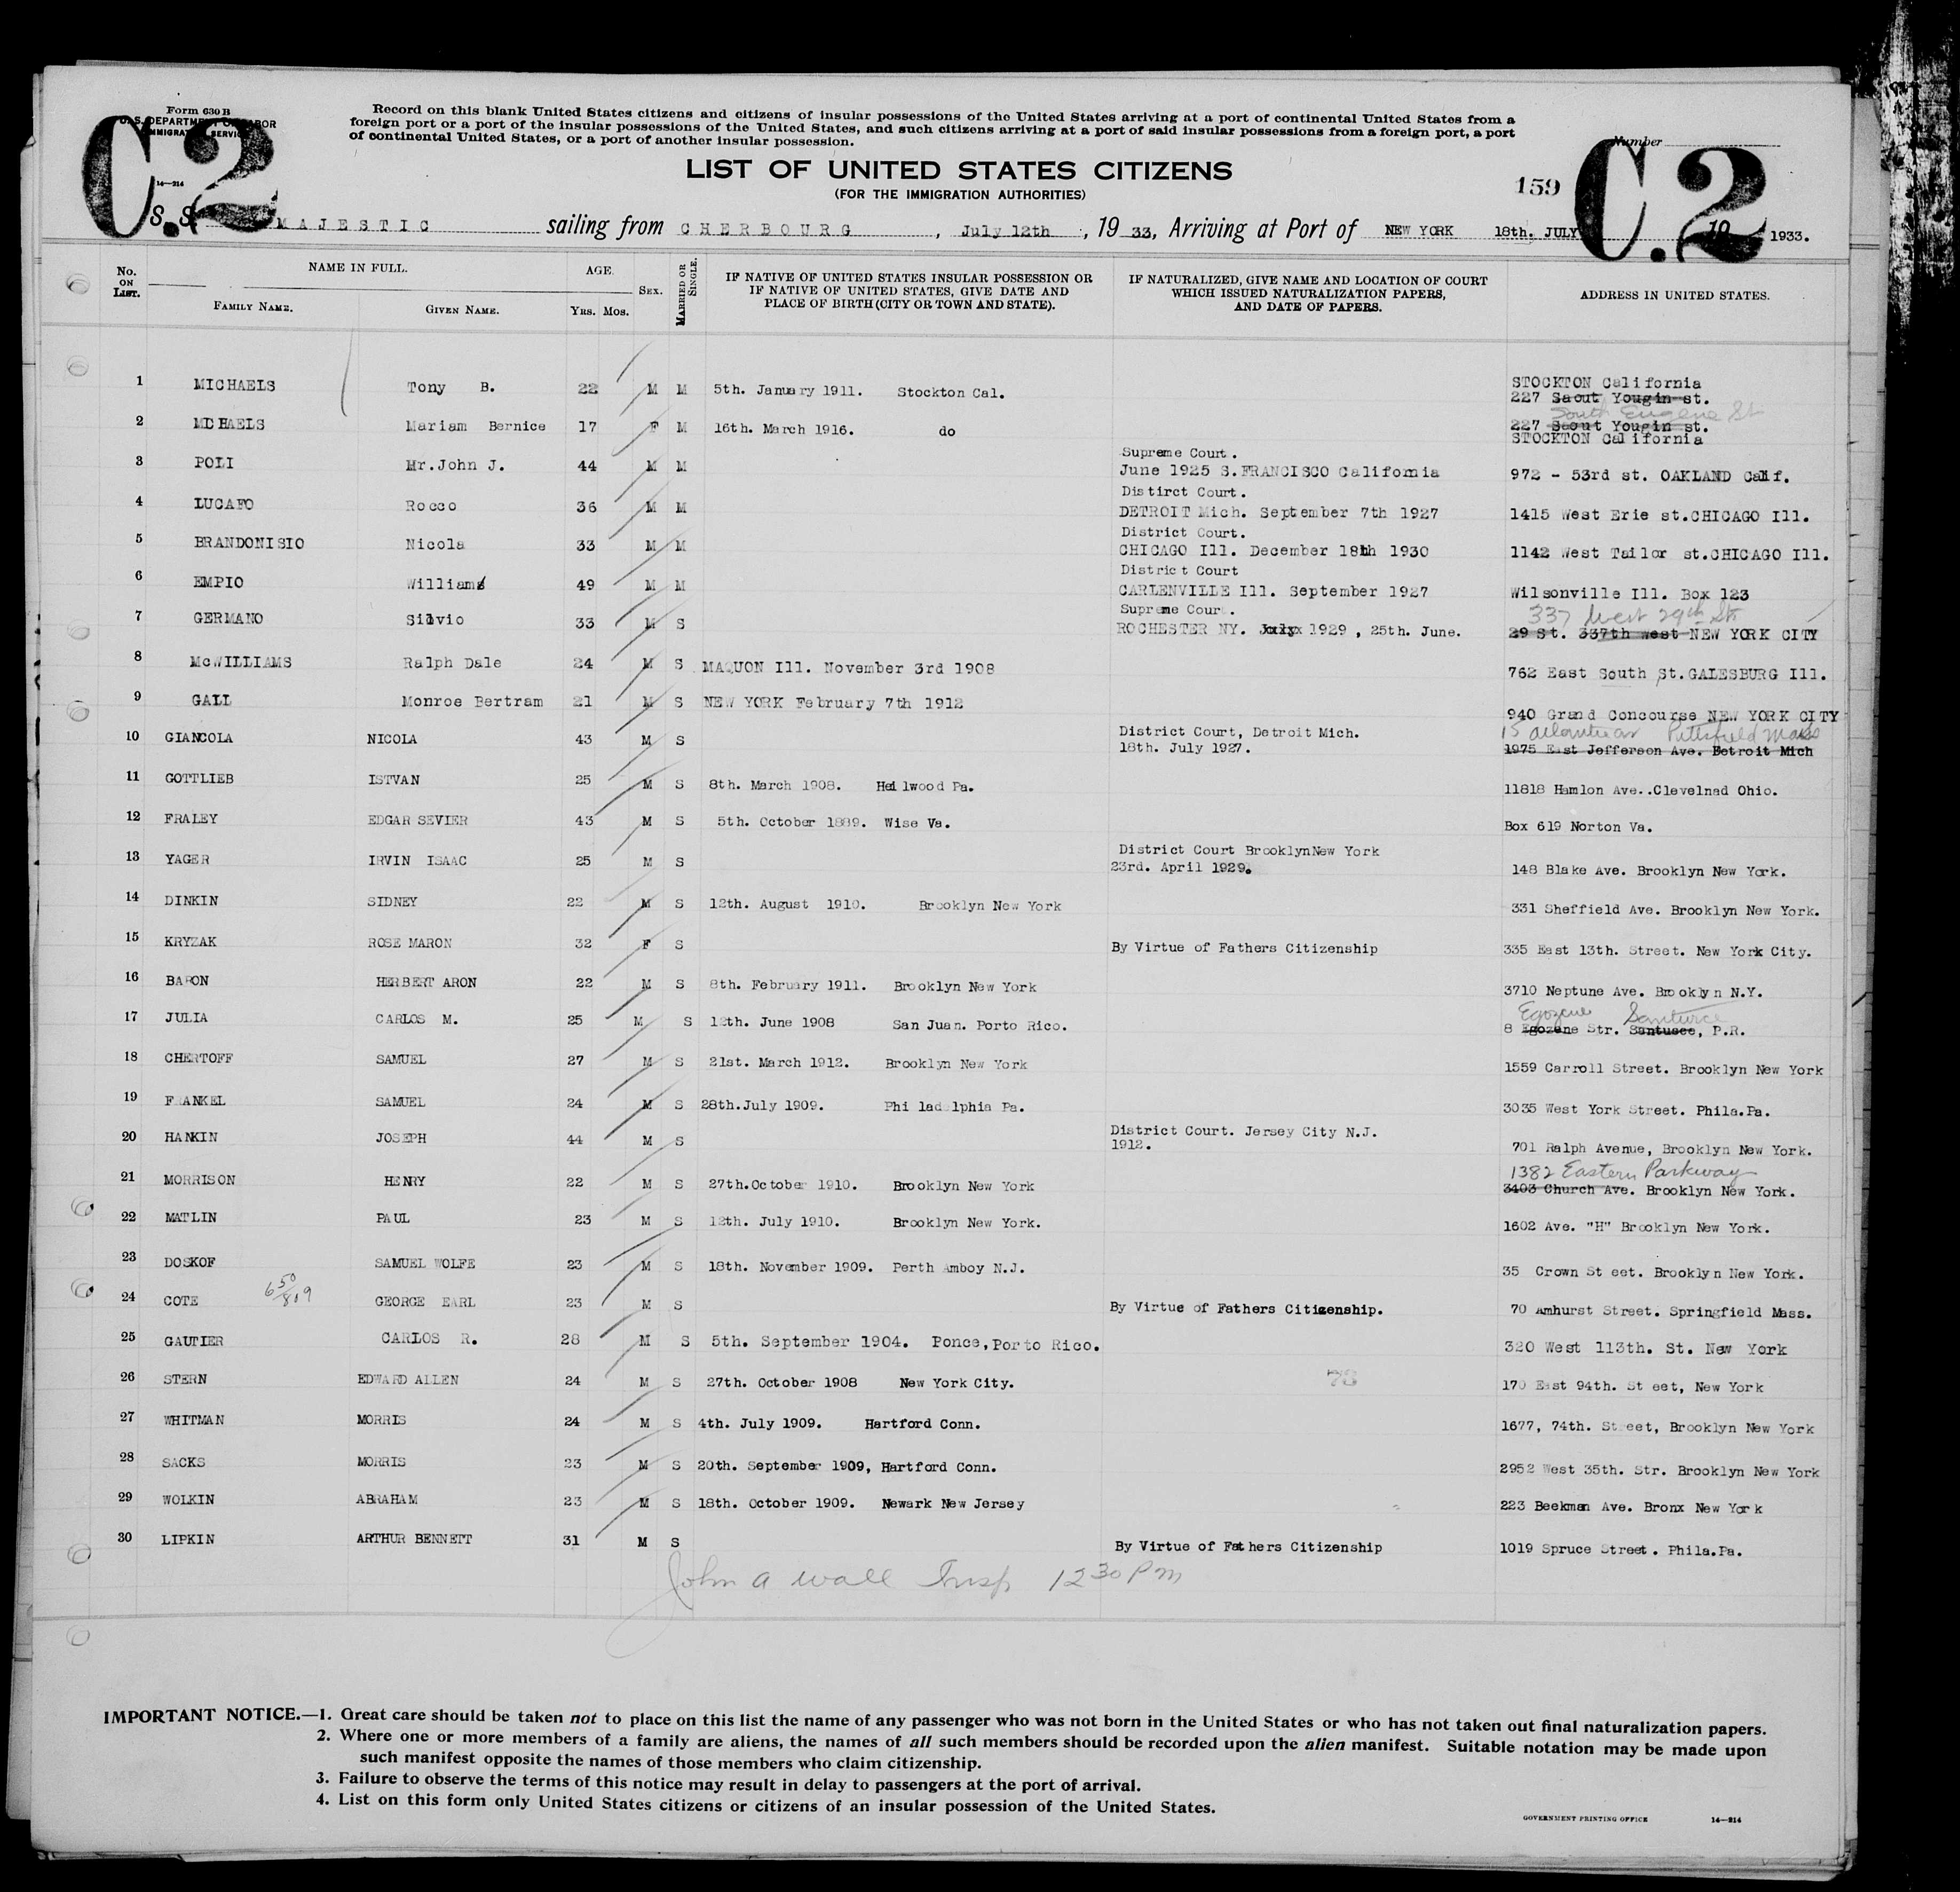 Form 630 B
U.S. DEPARTMENT OF LABOR
IMMIGRATION SERVICE
14—214
C.2
Record on this blank United States citizens and citizens of insular possessions of the United States arriving at a port of continental United States from a
foreign port or a port of the insular possessions of the United States, and such citizens arriving at a port of said insular possessions from a foreign port, a port
of continental United States, or a port of another insular possession.
Number
C.2
LIST OF UNITED STATES CITIZENS
(FOR THE IMMIGRATION AUTHORITIES)
159
S. S. MAJESTIC sailing from CHERBOURG, July 12th, 19 33, Arriving at Port of NEW YORK 18th. JULY 19 1933.
No. ON LIST. NAME IN FULL. FAMILY NAME. GIVEN NAME. AGE. YRS. MOS. SEX. MARRIED OR SINGLE.
IF NATIVE OF UNITED STATES INSULAR POSSESSION OR
IF NATIVE OF UNITED STATES, GIVE DATE AND
PLACE OF BIRTH (CITY OR TOWN AND STATE).
IF NATURALIZED, GIVE NAME AND LOCATION OF COURT
WHICH ISSUED NATURALIZATION PAPERS,
AND DATE OF PAPERS.
ADDRESS IN UNITED STATES.
1 MICHAELS Tony B. 22 M M 5th. January 1911. Stockton Cal. STOCKTON California
227 Saout Yougin st.
South Eugene St
2 MICHAELS Mariam Bernice 17 F M 16th. March 1916. do 227 Scout Yougin st.
STOCKTON California
3 POLI Mr. John J. 44 M M Supreme Court.
June 1925 S.FRANCISCO California 972 - 53rd st. OAKLAND Calif.
4 LUCAFO Rocco 36 M M Distirct Court.
DETROIT Mich. September 7th 1927 1415 West Erie st.CHICAGO Ill.
5 BRANDONISIO Nicola 33 M M District Court.
CHICAGO Ill. December 18th 1930 1142 West Tailor st.CHICAGO Ill.
6 EMPIO Williams 49 M M District Court
CARLENVILLE Ill. September 1927 Wilsonville Ill. Box 123
7 GERMANO Silvio 33 M S Supreme Court.
337 West 29th St
ROCHESTER NY. July 1929 , 25th. June. 29 St. 337th west NEW YORK CITY
8 McWILLIAMS Ralph Dale 24 M S MAQUON Ill. November 3rd 1908 762 East South St.GALESBURG Ill.
9 GALL Monroe Bertram 21 M S NEW YORK February 7th 1912 940 Grand Concourse NEW YORK CITY
10 GIANCOLA NICOLA 43 M S District Court, Detroit Mich.
18th. July 1927.
15 Atlantic av Pittsfield Mass
1975 East Jefferson Ave. Detroit Mich
11 GOTTLIEB ISTVAN 25 M S 8th. March 1908. Heilwood Pa. 11818 Hamlon Ave..Clevelnad Ohio.
12 FRALEY EDGAR SEVIER 43 M S 5th. October 1889. Wise Va. Box 619 Norton Va.
13 YAGER IRVIN ISAAC 25 M S District Court BrooklynNew York
23rd. April 1929. 148 Blake Ave. Brooklyn New York.
14 DINKIN SIDNEY 22 M S 12th. August 1910. Brooklyn New York 331 Sheffield Ave. Brooklyn New York.
15 KRYZAK ROSE MARON 32 F S By Virtue of Fathers Citizenship 335 East 13th. Street. New York City.
16 BARON HERBERT ARON 22 M S 8th. February 1911. Brooklyn New York 3710 Neptune Ave. Brooklyn N.Y.
Egozcue Santurce
17 JULIA CARLOS M. 25 M S 12th. June 1908 San Juan. Porto Rico. 8 Egozene Str. Santusce, P.R.
18 CHERTOFF SAMUEL 27 M S 21st. March 1912. Brooklyn New York 1559 Carroll Street. Brooklyn New York
19 FRANKEL SAMUEL 24 M S 28th.July 1909. Philadelphia Pa. 3035 West York Street. Phila.Pa.
20 HANKIN JOSEPH 44 M S District Court. Jersey City N.J.
1912. 701 Ralph Avenue, Brooklyn New York.
1382 Eastern Parkway
21 MORRISON HENRY 22 M S 27th.October 1910. Brooklyn New York 3403 Church Ave. Brooklyn New York.
22 MATLIN PAUL 23 M S 12th. July 1910. Brooklyn New York. 1602 Ave. "H" Brooklyn New York.
23 DOSKOF SAMUEL WOLFE 23 M S 18th. November 1909. Perth Amboy N.J. 35 Crown St eet. Brooklyn New York.
24 COTE GEORGE EARL 23 M S By Virtue of Fathers Citizenship. 70 Amhurst Street. Springfield Mass.
25 GAUTIER CARLOS R. 28 M S 5th. September 1904. Ponce,Porto Rico. 320 West 113th. St. New York
26 STERN EDWARD ALLEN 24 M S 27th. October 1908 New York City. 73 170 East 94th. St eet, New York
27 WHITMAN MORRIS 24 M S 4th. July 1909. Hartford Conn. 1677, 74th. Street, Brooklyn New York
28 SACKS MORRIS 23 M S 20th. September 1909, Hartford Conn. 2952 West 35th. Str. Brooklyn New York
29 WOLKIN ABRAHAM 23 M S 18th. October 1909. Newark New Jersey 223 Beekman Ave. Bronx New York
30 LIPKIN ARTHUR BENNETT 31 M S By Virtue of Fathers Citizenship 1019 Spruce Street. Phila.Pa.
John A Wall Insp 12 30 PM
IMPORTANT NOTICE.—1. Great care should be taken not to place on this list the name of any passenger who was not born in the United States or who has not taken out final naturalization papers.
2. Where one or more members of a family are aliens, the names of all such members should be recorded upon the alien manifest. Suitable notation may be made upon
such manifest opposite the names of those members who claim citizenship.
3. Failure to observe the terms of this notice may result in delay to passengers at the port of arrival.
4. List on this form only United States citizens or citizens of an insular possession of the United States.
GOVERNMENT PRINTING OFFICE 14—214